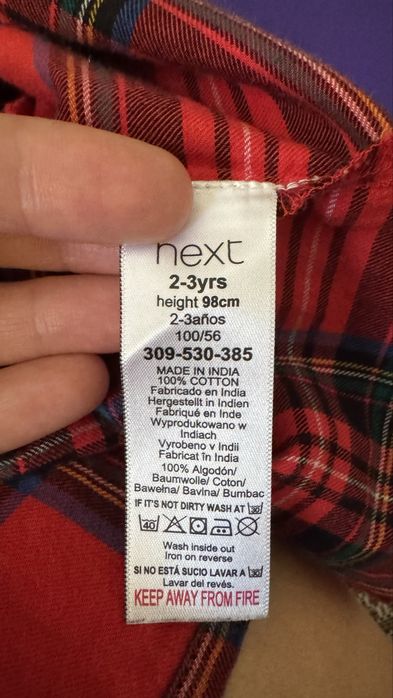 next
2-3yrs
height 98cm
2-3años
100/56
309-530-385
MADE IN INDIA
100% COTTON
Fabricado en India
Hergestellt in Indien
Fabriqué en Inde
Wyprodukowano w
Indiach
Vyrobeno v Indii
Fabricat în India
100% Algodón/
Baumwolle/ Coton/
Bawełna/ Bavlna/ Bumbac
IF IT'S NOT DIRTY WASH AT 30
40
Wash inside out
Iron on reverse
SI NO ESTÁ SUCIO LAVAR A 30
Lavar del revés.
KEEP AWAY FROM FIRE